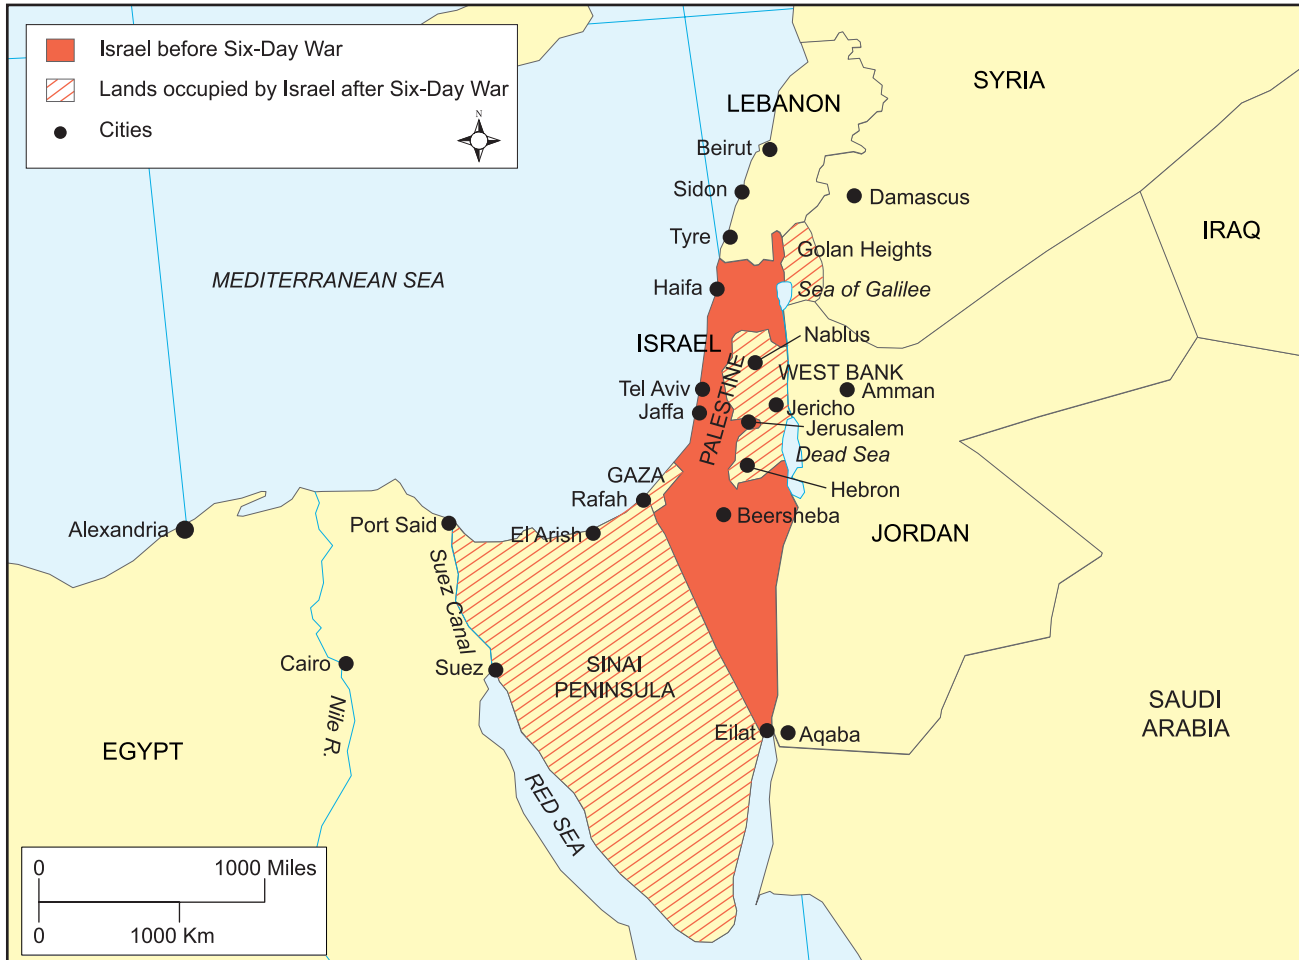 Israel before Six-Day War
Lands occupied by Israel after Six-Day War
Cities
N
SYRIA
LEBANON
Beirut
Sidon
Damascus
Tyre
IRAQ
Golan Heights
MEDITERRANEAN SEA
Haifa
Sea of Galilee
Nablus
ISRAEL
WEST BANK
PALESTINE
Tel Aviv
Amman
Jaffa
Jericho
Jerusalem
Dead Sea
GAZA
Hebron
Rafah
Beersheba
Alexandria
Port Said
El Arish
JORDAN
Suez Canal
Cairo
Suez
SINAI
PENINSULA
Nile R.
Eilat
Aqaba
SAUDI
ARABIA
EGYPT
RED SEA
0
1000 Miles
0
1000 Km